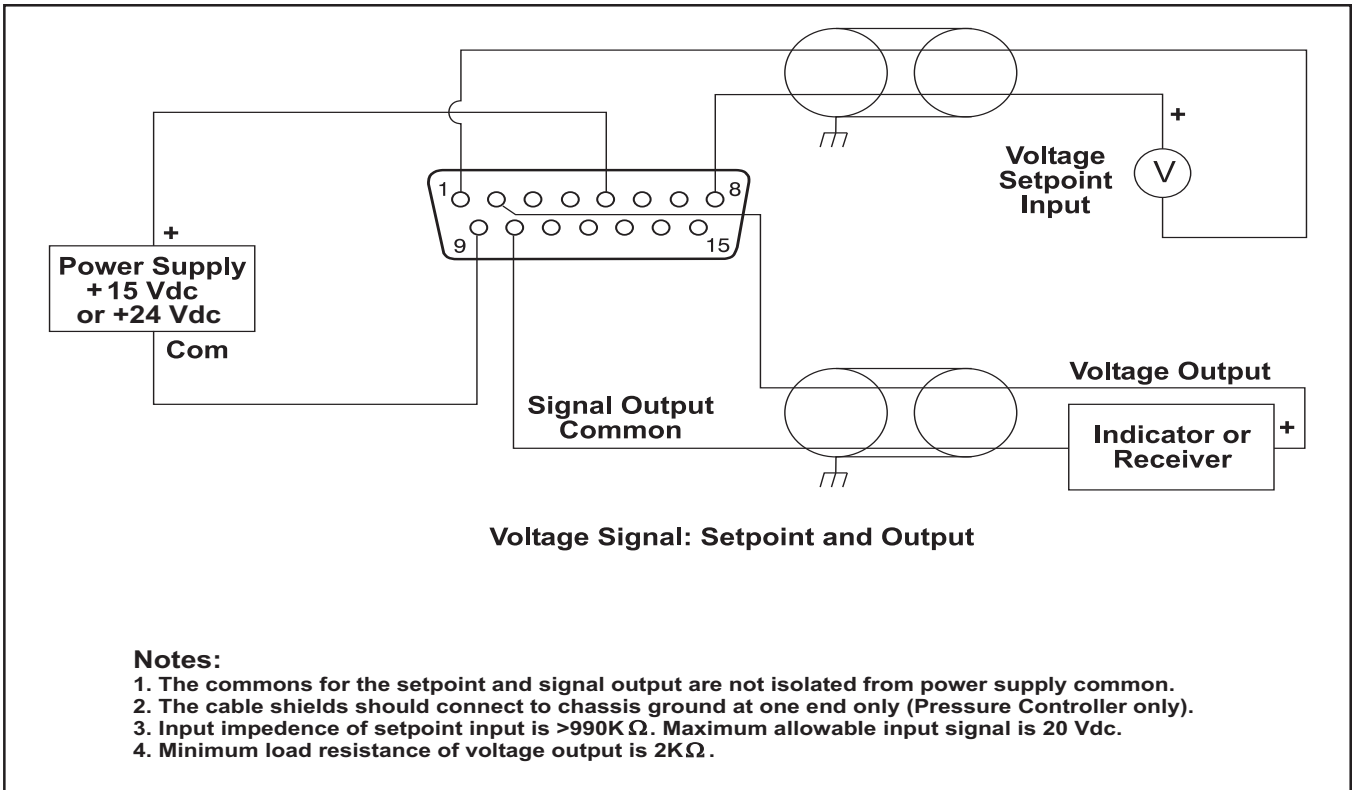 +
Voltage
Setpoint
Input
V
1
8
9
15
+
Power Supply
+15 Vdc
or +24 Vdc
Com
Signal Output
Common
Voltage Output
Indicator or
Receiver
+
Voltage Signal: Setpoint and Output
Notes:
1. The commons for the setpoint and signal output are not isolated from power supply common.
2. The cable shields should connect to chassis ground at one end only (Pressure Controller only).
3. Input impedence of setpoint input is >990KΩ. Maximum allowable input signal is 20 Vdc.
4. Minimum load resistance of voltage output is 2KΩ.